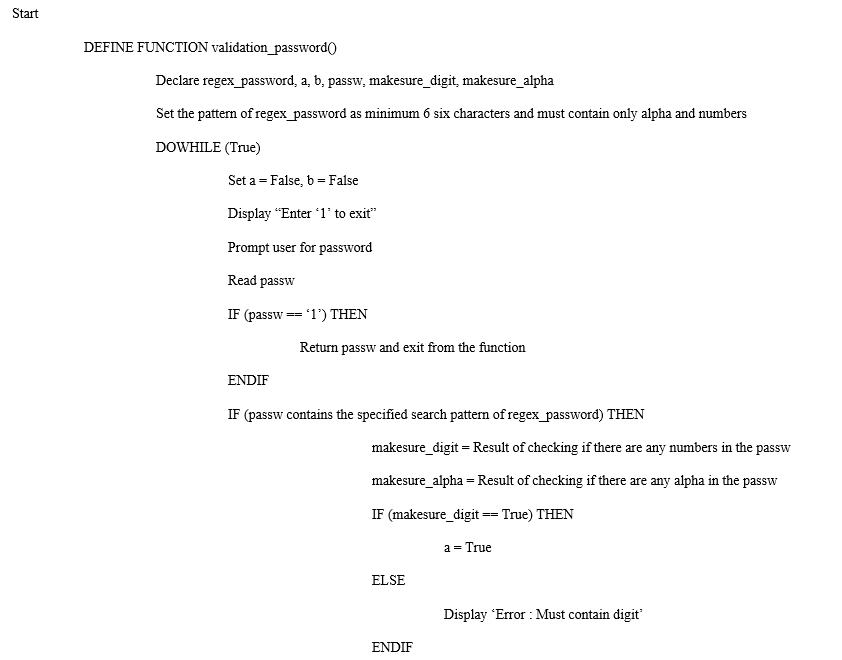 Start
DEFINE FUNCTION validation_password()
Declare regex_password, a, b, passw, makesure_digit, makesure_alpha
Set the pattern of regex_password as minimum 6 six characters and must contain only alpha and numbers
DOWHILE (True)
Set a = False, b = False
Display “Enter ‘1’ to exit”
Prompt user for password
Read passw
IF (passw == ‘1’) THEN
Return passw and exit from the function
ENDIF
IF (passw contains the specified search pattern of regex_password) THEN
makesure_digit = Result of checking if there are any numbers in the passw
makesure_alpha = Result of checking if there are any alpha in the passw
IF (makesure_digit == True) THEN
a = True
ELSE
Display ‘Error : Must contain digit’
ENDIF